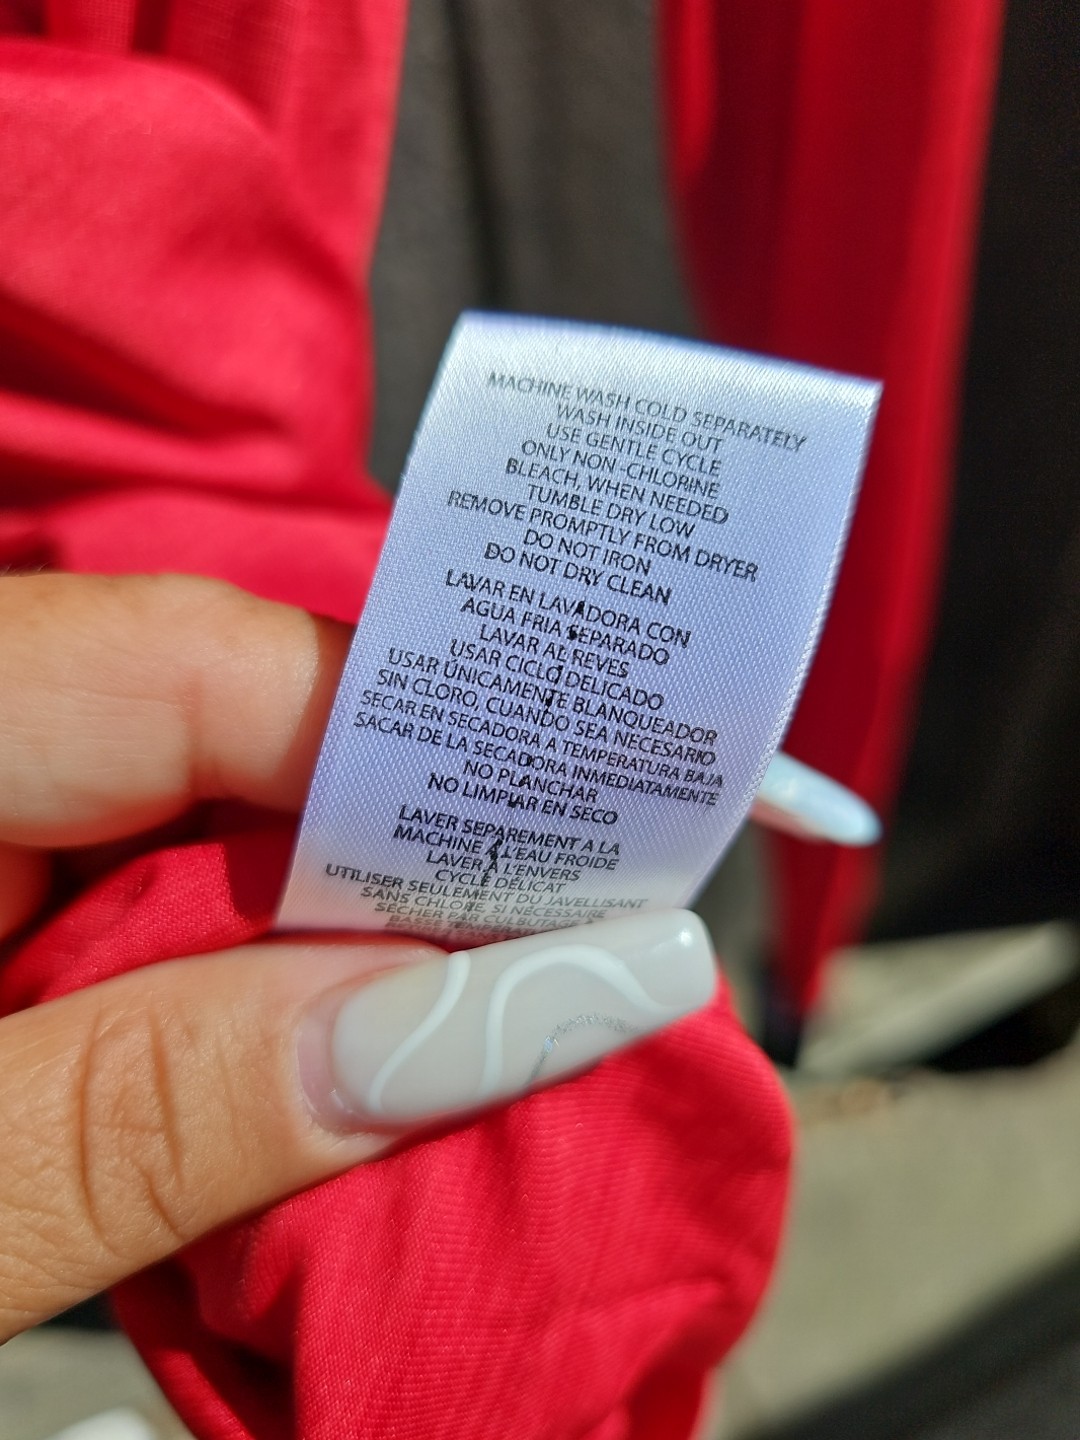 MACHINE WASH COLD SEPARATELY
WASH INSIDE OUT
USE GENTLE CYCLE
ONLY NON-CHLORINE
BLEACH, WHEN NEEDED
TUMBLE DRY LOW
REMOVE PROMPTLY FROM DRYER
DO NOT IRON
DO NOT DRY CLEAN
LAVAR EN LAVADORA CON
AGUA FRIA SEPARADO
LAVAR AL REVES
USAR CICLO DELICADO
USAR ÚNICAMENTE BLANQUEADOR
SIN CLORO, CUANDO SEA NECESARIO
SECAR EN SECADORA A TEMPERATURA BAJA
SACAR DE LA SECADORA INMEDIATAMENTE
NO PLANCHAR
NO LIMPIAR EN SECO
LAVER SEPAREMENT A LA
MACHINE À L'EAU FROIDE
LAVER À L'ENVERS
CYCLE DÉLICAT
UTILISER SEULEMENT DU JAVELLISANT
SANS CHLORE, SI NÉCESSAIRE
SÉCHER PAR CULBUTAGE À
BASSE